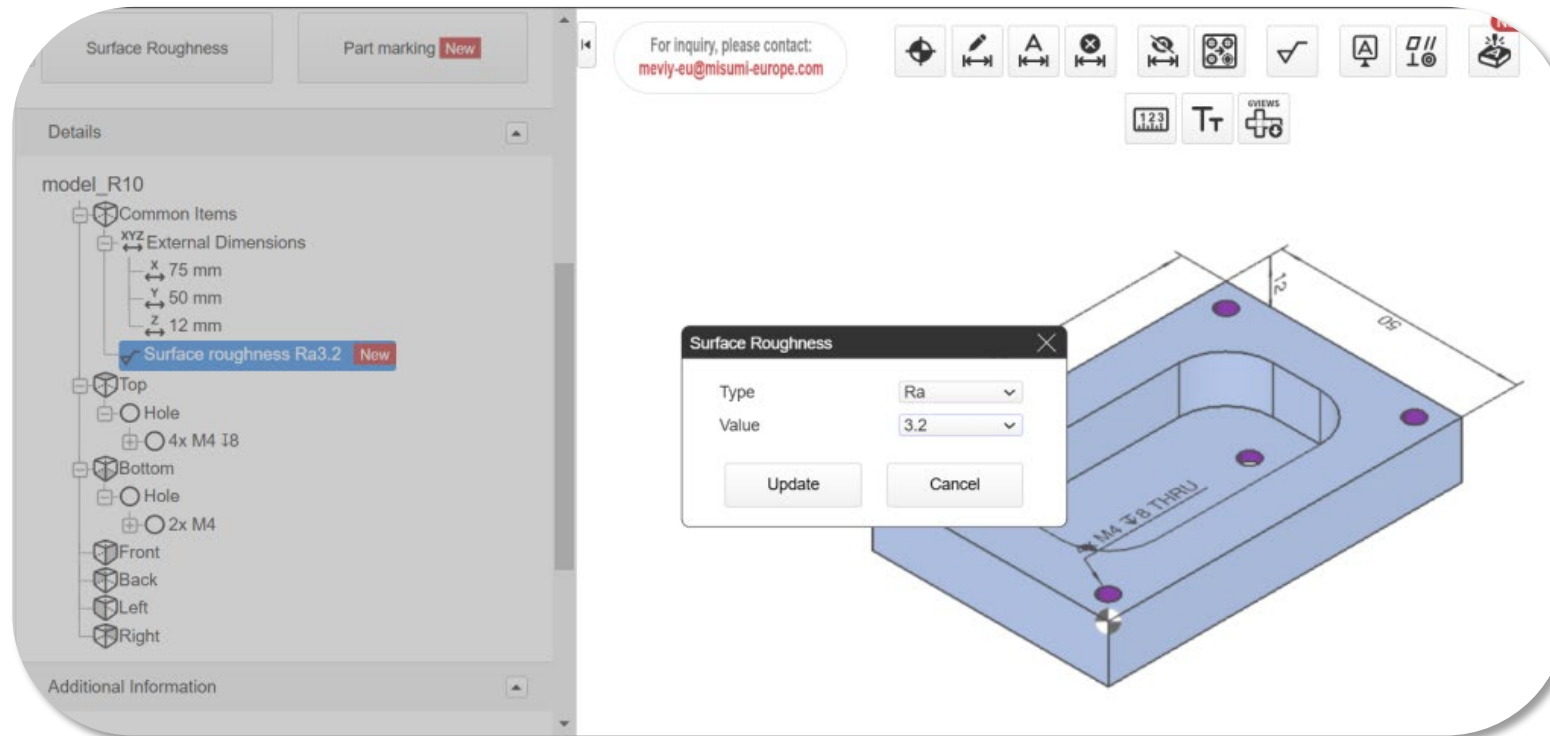 Surface Roughness
Part marking New
For inquiry, please contact:
mevly-eu@misumi-europe.com
123
TT
6VIEWS
Details
model_R10
Common Items
XYZ External Dimensions
X 75 mm
Y 50 mm
Z 12 mm
Surface roughness Ra3.2 New
Top
Hole
4x M4 ↧8
Bottom
Hole
2x M4
Front
Back
Left
Right
Additional Information
Surface Roughness
Type Ra
Value 3.2
Update Cancel
12
50
4x M4 ↧8 THRU